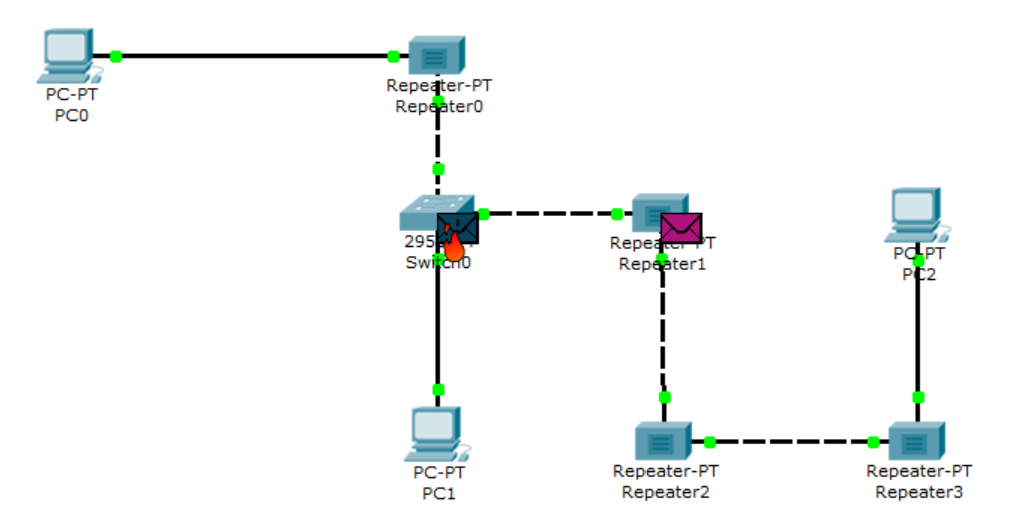 PC-PT
PC0
Repeater-PT
Repeater0
Switch0
PC-PT
PC1
Repeater-PT
Repeater1
PC-PT
PC2
Repeater-PT
Repeater2
Repeater-PT
Repeater3